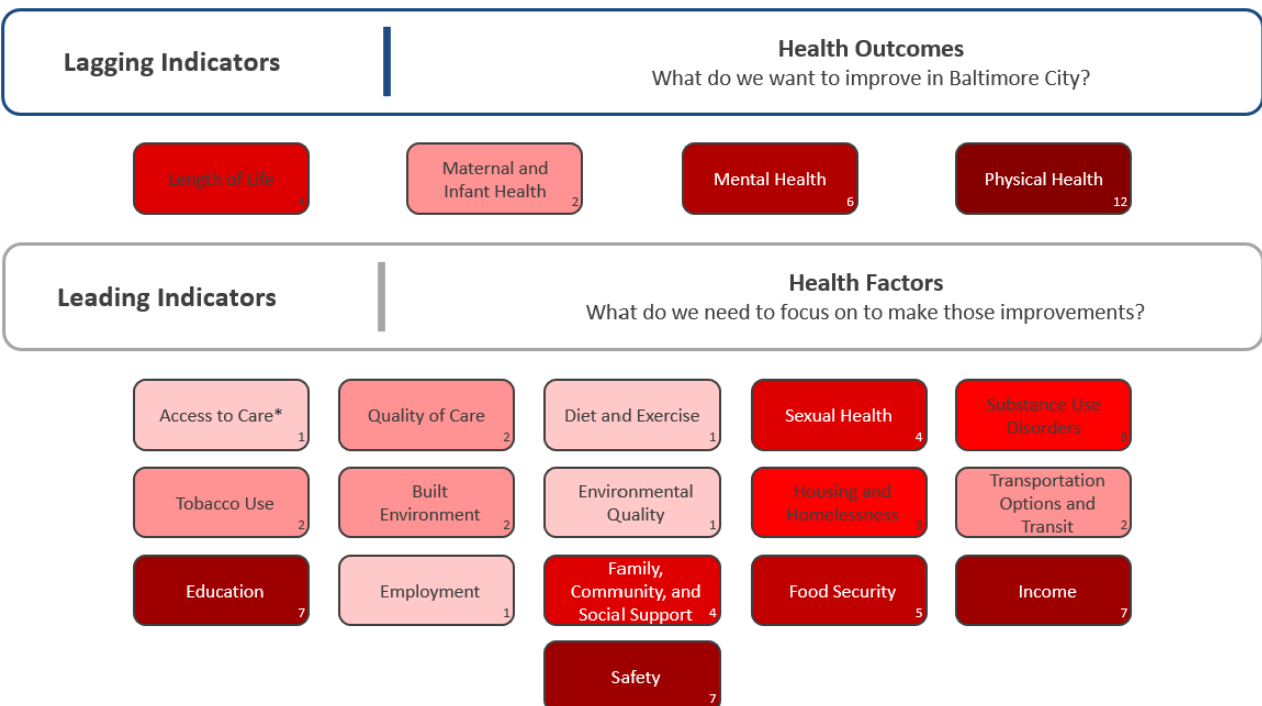 Lagging Indicators
Health Outcomes
What do we want to improve in Baltimore City?
Length of Life
4
Maternal and
Infant Health
2
Mental Health
6
Physical Health
12
Leading Indicators
Health Factors
What do we need to focus on to make those improvements?
Access to Care*
1
Quality of Care
2
Diet and Exercise
1
Sexual Health
4
Substance Use
Disorders
3
Tobacco Use
2
Built
Environment
2
Environmental
Quality
1
Housing and
Homelessness
3
Transportation
Options and
Transit
2
Education
7
Employment
1
Family,
Community, and
Social Support
4
Food Security
5
Income
7
Safety
7